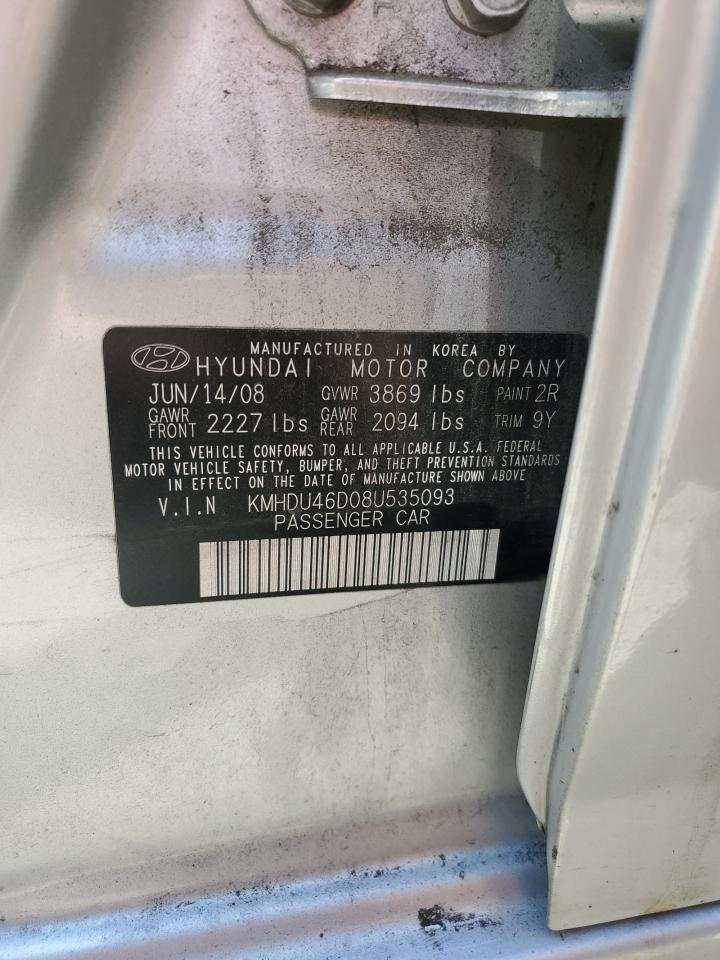 MANUFACTURED IN KOREA BY
HYUNDAI MOTOR COMPANY
JUN/14/08 GVWR 3869 lbs PAINT 2R
GAWR FRONT 2227 lbs GAWR REAR 2094 lbs TRIM 9Y
THIS VEHICLE CONFORMS TO ALL APPLICABLE U.S.A. FEDERAL
MOTOR VEHICLE SAFETY, BUMPER, AND THEFT PREVENTION STANDARDS
IN EFFECT ON THE DATE OF MANUFACTURE SHOWN ABOVE
V.I.N KMHDU46D08U535093
PASSENGER CAR